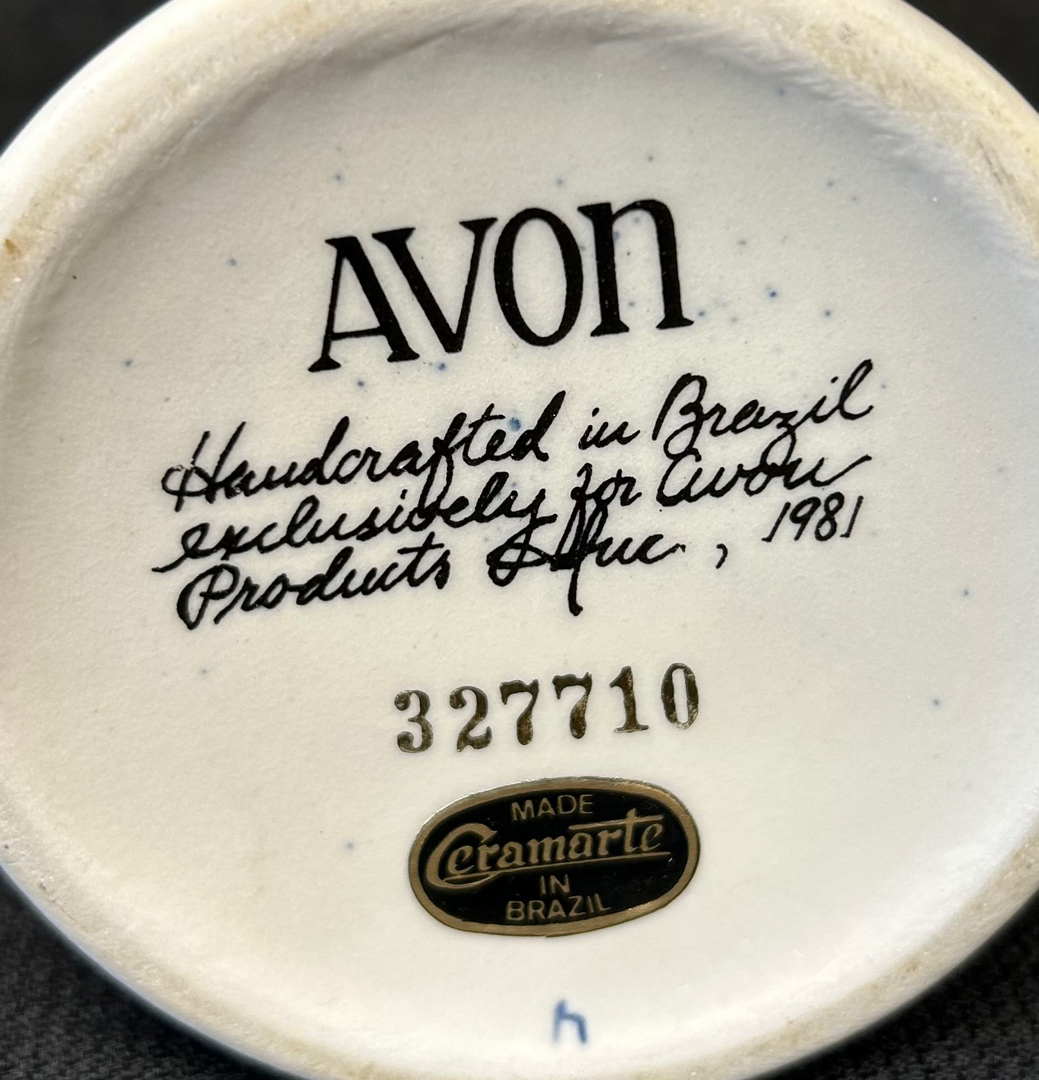 AVON
Handcrafted in Brazil
exclusively for Avon
Products Inc., 1981
327710
MADE
Ceramarte
IN
BRAZIL
h